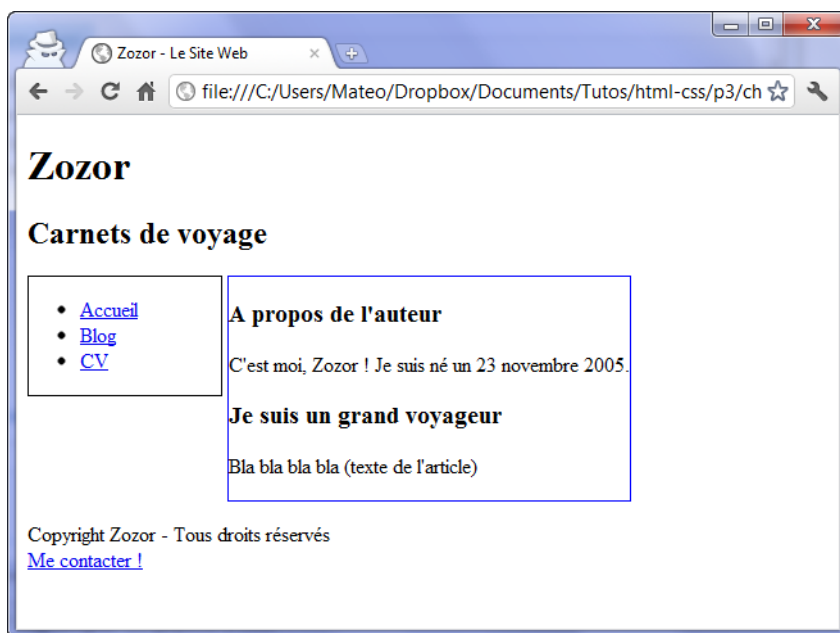 Zozor - Le Site Web
file:///C:/Users/Mateo/Dropbox/Documents/Tutos/html-css/p3/ch
Zozor
Carnets de voyage
Accueil
Blog
CV
A propos de l'auteur
C'est moi, Zozor ! Je suis né un 23 novembre 2005.
Je suis un grand voyageur
Bla bla bla bla (texte de l'article)
Copyright Zozor - Tous droits réservés
Me contacter !